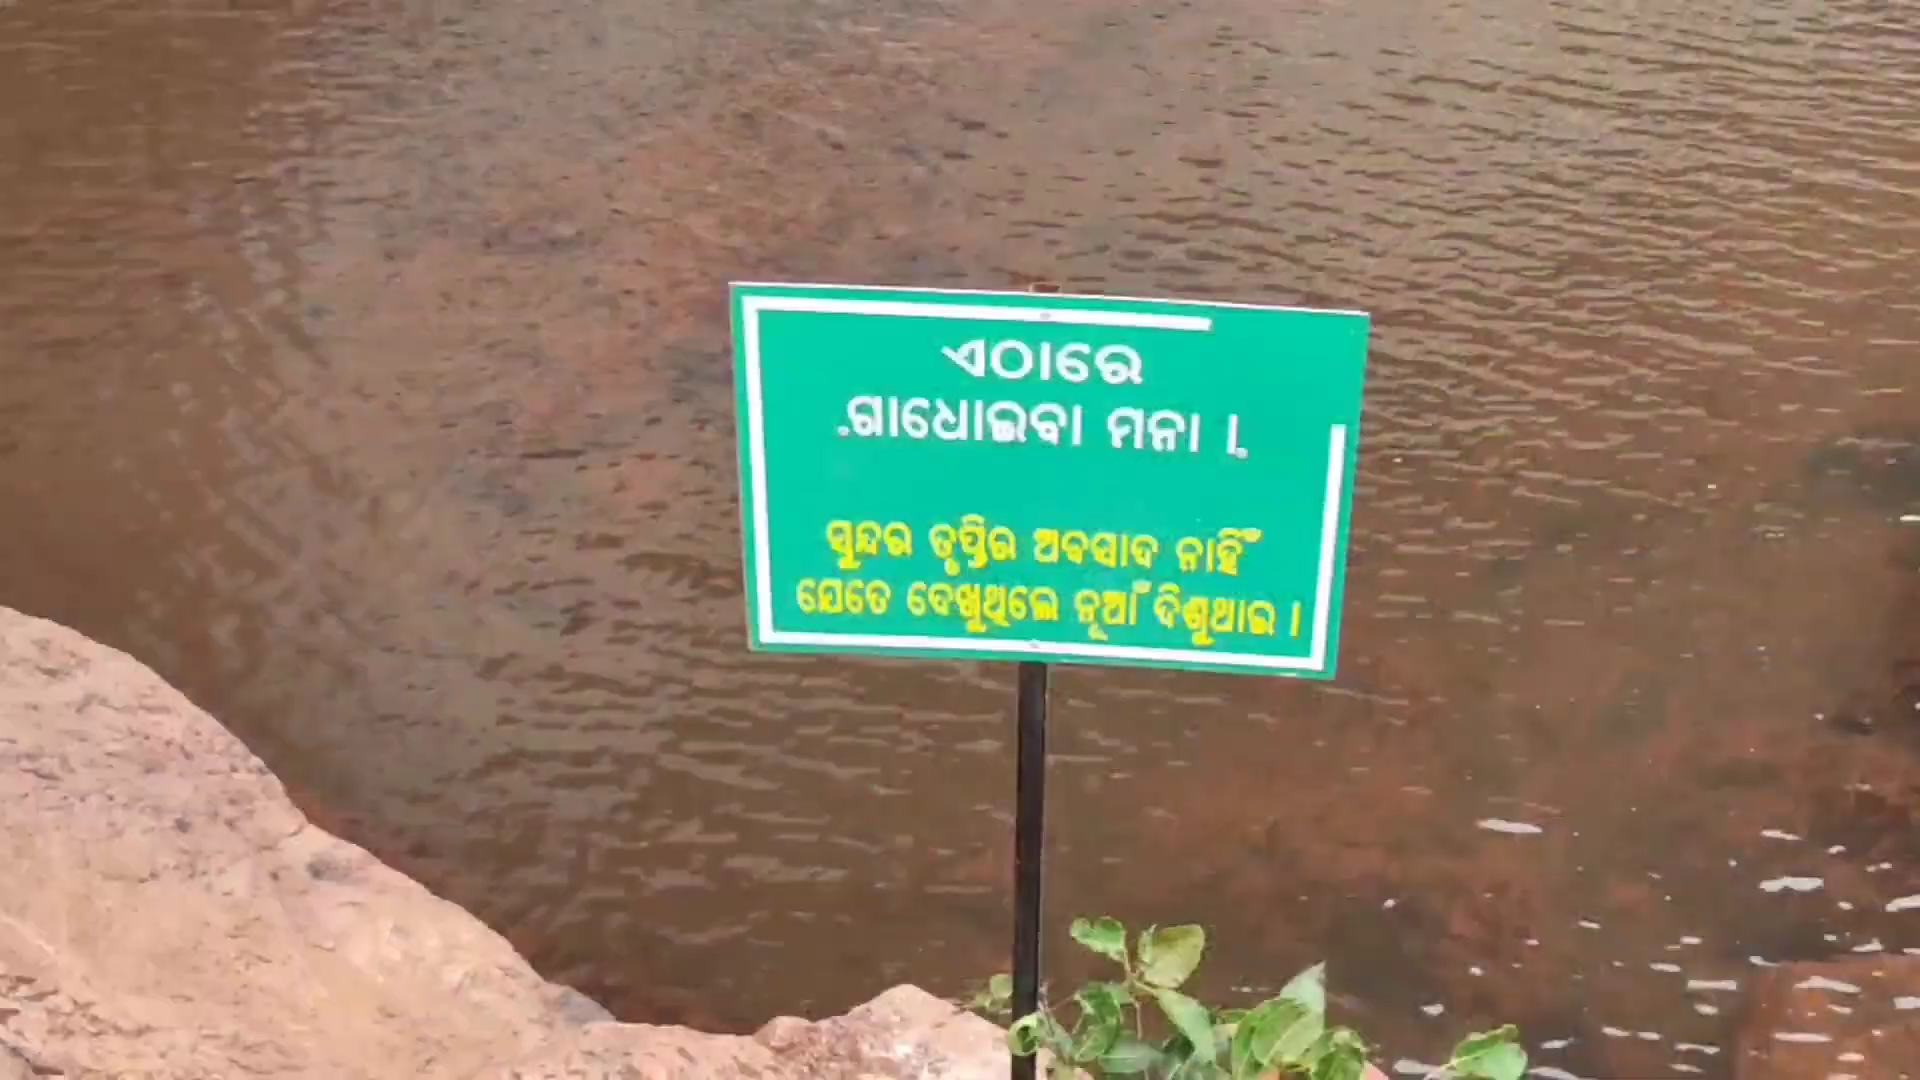 ଏଠାରେ
ଗାଧୋଇବା ମନା ।
ସୁନ୍ଦର ତୃପ୍ତିର ଅବସାଦ ନାହିଁ
ଯେତେ ଦେଖୁଥିଲେ ନୂଆଁ ଦିଶୁଥାଇ ।